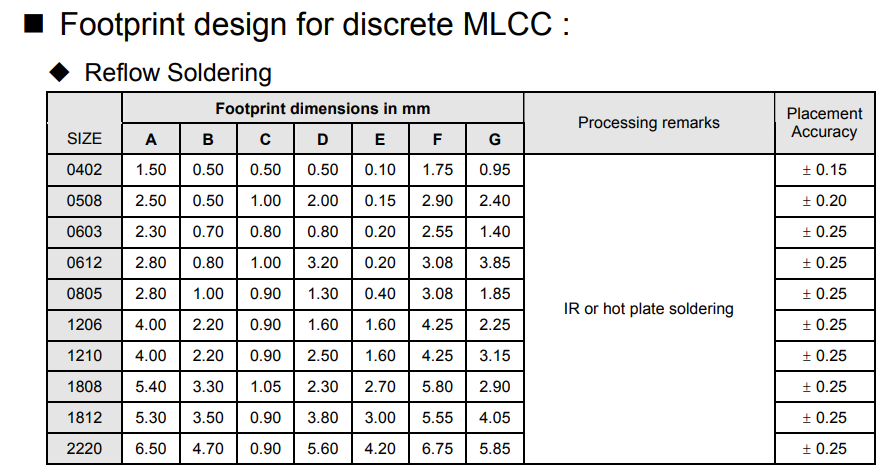 ■ Footprint design for discrete MLCC :
◆ Reflow Soldering
SIZE Footprint dimensions in mm Processing remarks Placement Accuracy
A B C D E F G
0402 1.50 0.50 0.50 0.50 0.10 1.75 0.95 ± 0.15
0508 2.50 0.50 1.00 2.00 0.15 2.90 2.40 ± 0.20
0603 2.30 0.70 0.80 0.80 0.20 2.55 1.40 ± 0.25
0612 2.80 0.80 1.00 3.20 0.20 3.08 3.85 ± 0.25
0805 2.80 1.00 0.90 1.30 0.40 3.08 1.85 ± 0.25
IR or hot plate soldering
1206 4.00 2.20 0.90 1.60 1.60 4.25 2.25 ± 0.25
1210 4.00 2.20 0.90 2.50 1.60 4.25 3.15 ± 0.25
1808 5.40 3.30 1.05 2.30 2.70 5.80 2.90 ± 0.25
1812 5.30 3.50 0.90 3.80 3.00 5.55 4.05 ± 0.25
2220 6.50 4.70 0.90 5.60 4.20 6.75 5.85 ± 0.25